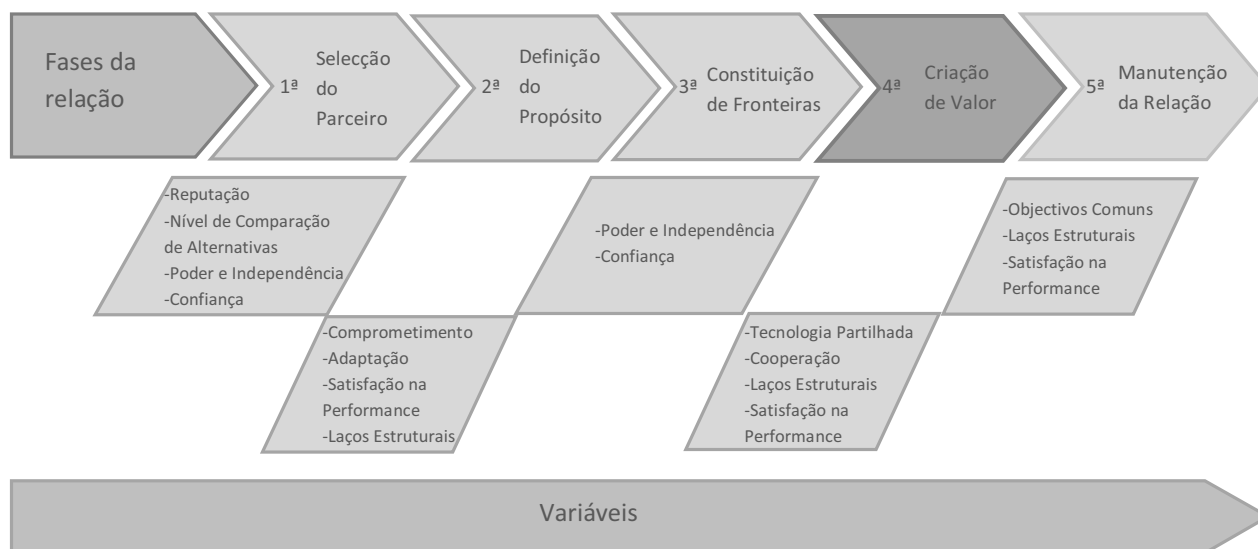 Fases da
relação
1ª
Selecção
do
Parceiro
2ª
Definição
do
Propósito
3ª
Constituição
de Fronteiras
4ª
Criação
de Valor
5ª
Manutenção
da Relação
-Reputação
-Nível de Comparação
de Alternativas
-Poder e Independência
-Confiança
-Comprometimento
-Adaptação
-Satisfação na
Performance
-Laços Estruturais
-Poder e Independência
-Confiança
-Tecnologia Partilhada
-Cooperação
-Laços Estruturais
-Satisfação na
Performance
-Objectivos Comuns
-Laços Estruturais
-Satisfação na
Performance
Variáveis